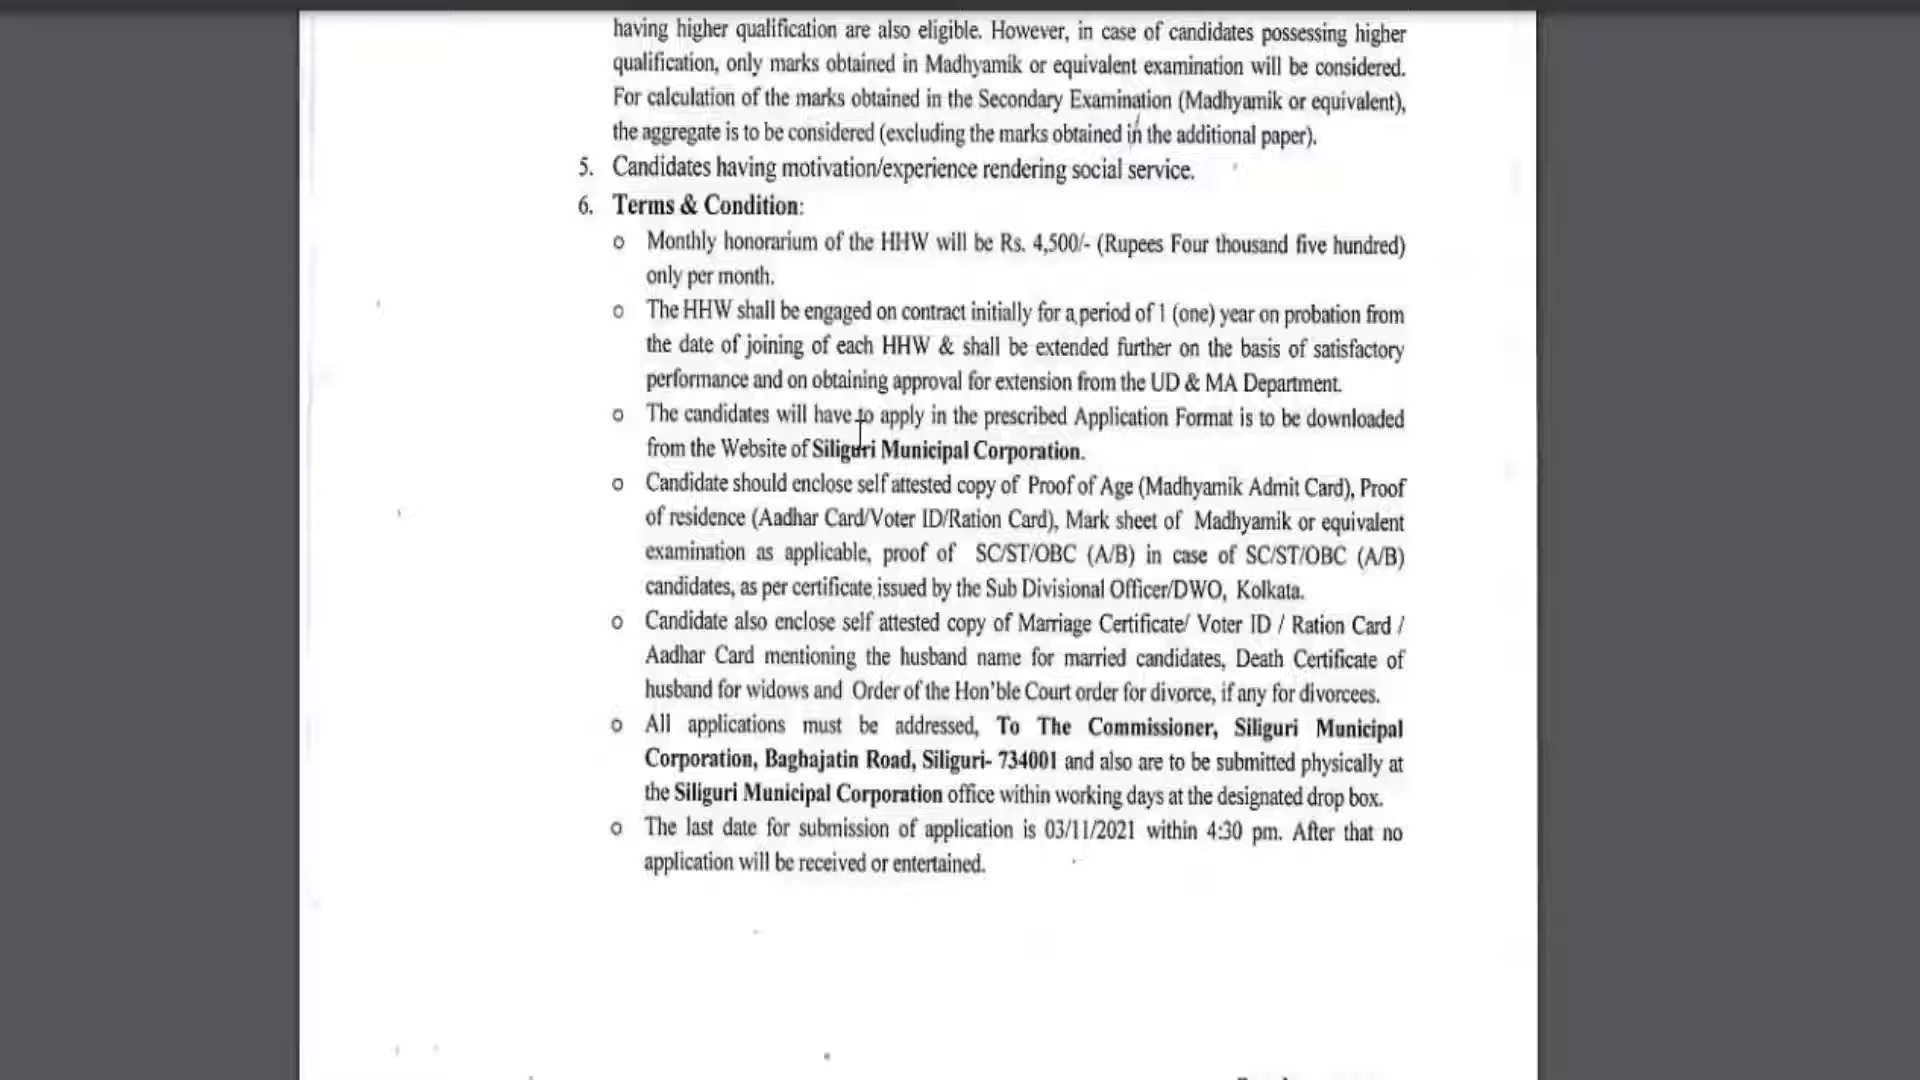 having higher qualification are also eligible. However, in case of candidates possessing higher
qualification, only marks obtained in Madhyamik or equivalent examination will be considered.
For calculation of the marks obtained in the Secondary Examination (Madhyamik or equivalent),
the aggregate is to be considered (excluding the marks obtained in the additional paper).
5. Candidates having motivation/experience rendering social service.
6. Terms & Condition:
o Monthly honorarium of the HHW will be Rs. 4,500/- (Rupees Four thousand five hundred)
only per month.
o The HHW shall be engaged on contract initially for a period of 1 (one) year on probation from
the date of joining of each HHW & shall be extended further on the basis of satisfactory
performance and on obtaining approval for extension from the UD & MA Department.
o The candidates will have to apply in the prescribed Application Format is to be downloaded
from the Website of Siliguri Municipal Corporation.
o Candidate should enclose self attested copy of Proof of Age (Madhyamik Admit Card), Proof
of residence (Aadhar Card/Voter ID/Ration Card), Mark sheet of Madhyamik or equivalent
examination as applicable, proof of SC/ST/OBC (A/B) in case of SC/ST/OBC (A/B)
candidates, as per certificate issued by the Sub Divisional Officer/DWO, Kolkata.
o Candidate also enclose self attested copy of Marriage Certificate/ Voter ID / Ration Card /
Aadhar Card mentioning the husband name for married candidates, Death Certificate of
husband for widows and Order of the Hon'ble Court order for divorce, if any for divorcees.
o All applications must be addressed, To The Commissioner, Siliguri Municipal
Corporation, Baghajatin Road, Siliguri- 734001 and also are to be submitted physically at
the Siliguri Municipal Corporation office within working days at the designated drop box.
o The last date for submission of application is 03/11/2021 within 4:30 pm. After that no
application will be received or entertained.